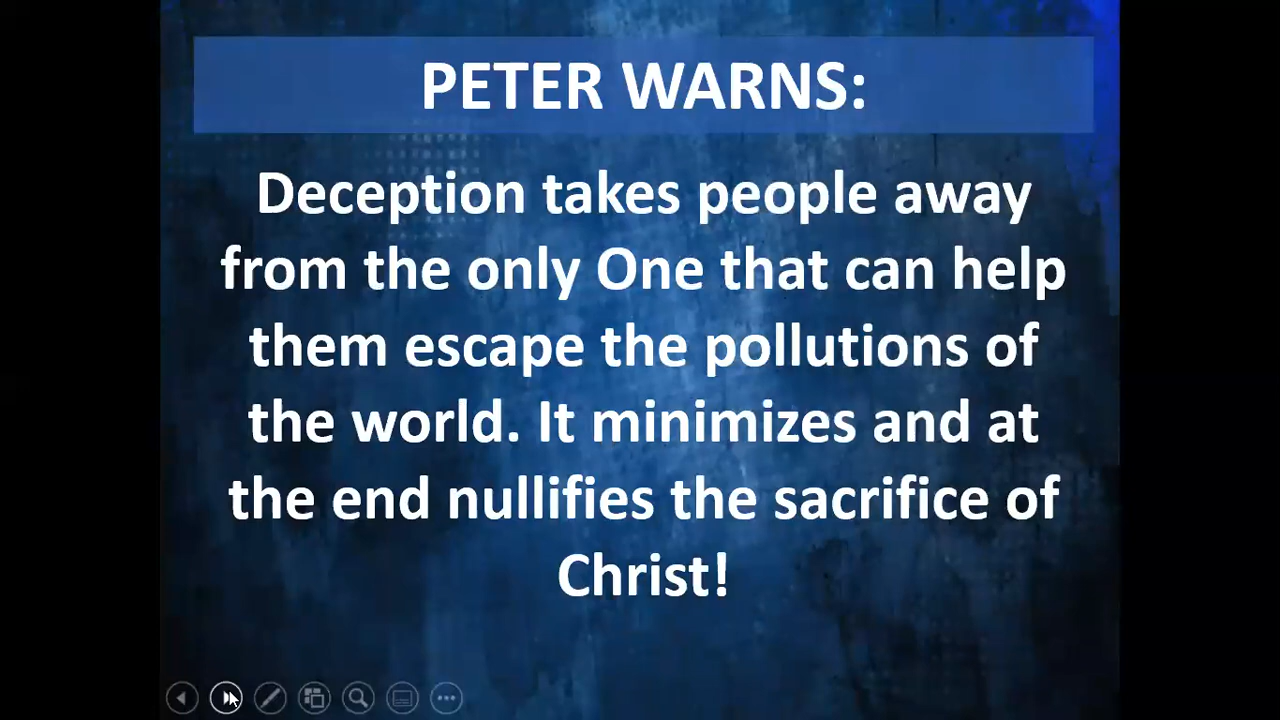 PETER WARNS:
Deception takes people away
from the only One that can help
them escape the pollutions of
the world. It minimizes and at
the end nullifies the sacrifice of
Christ!